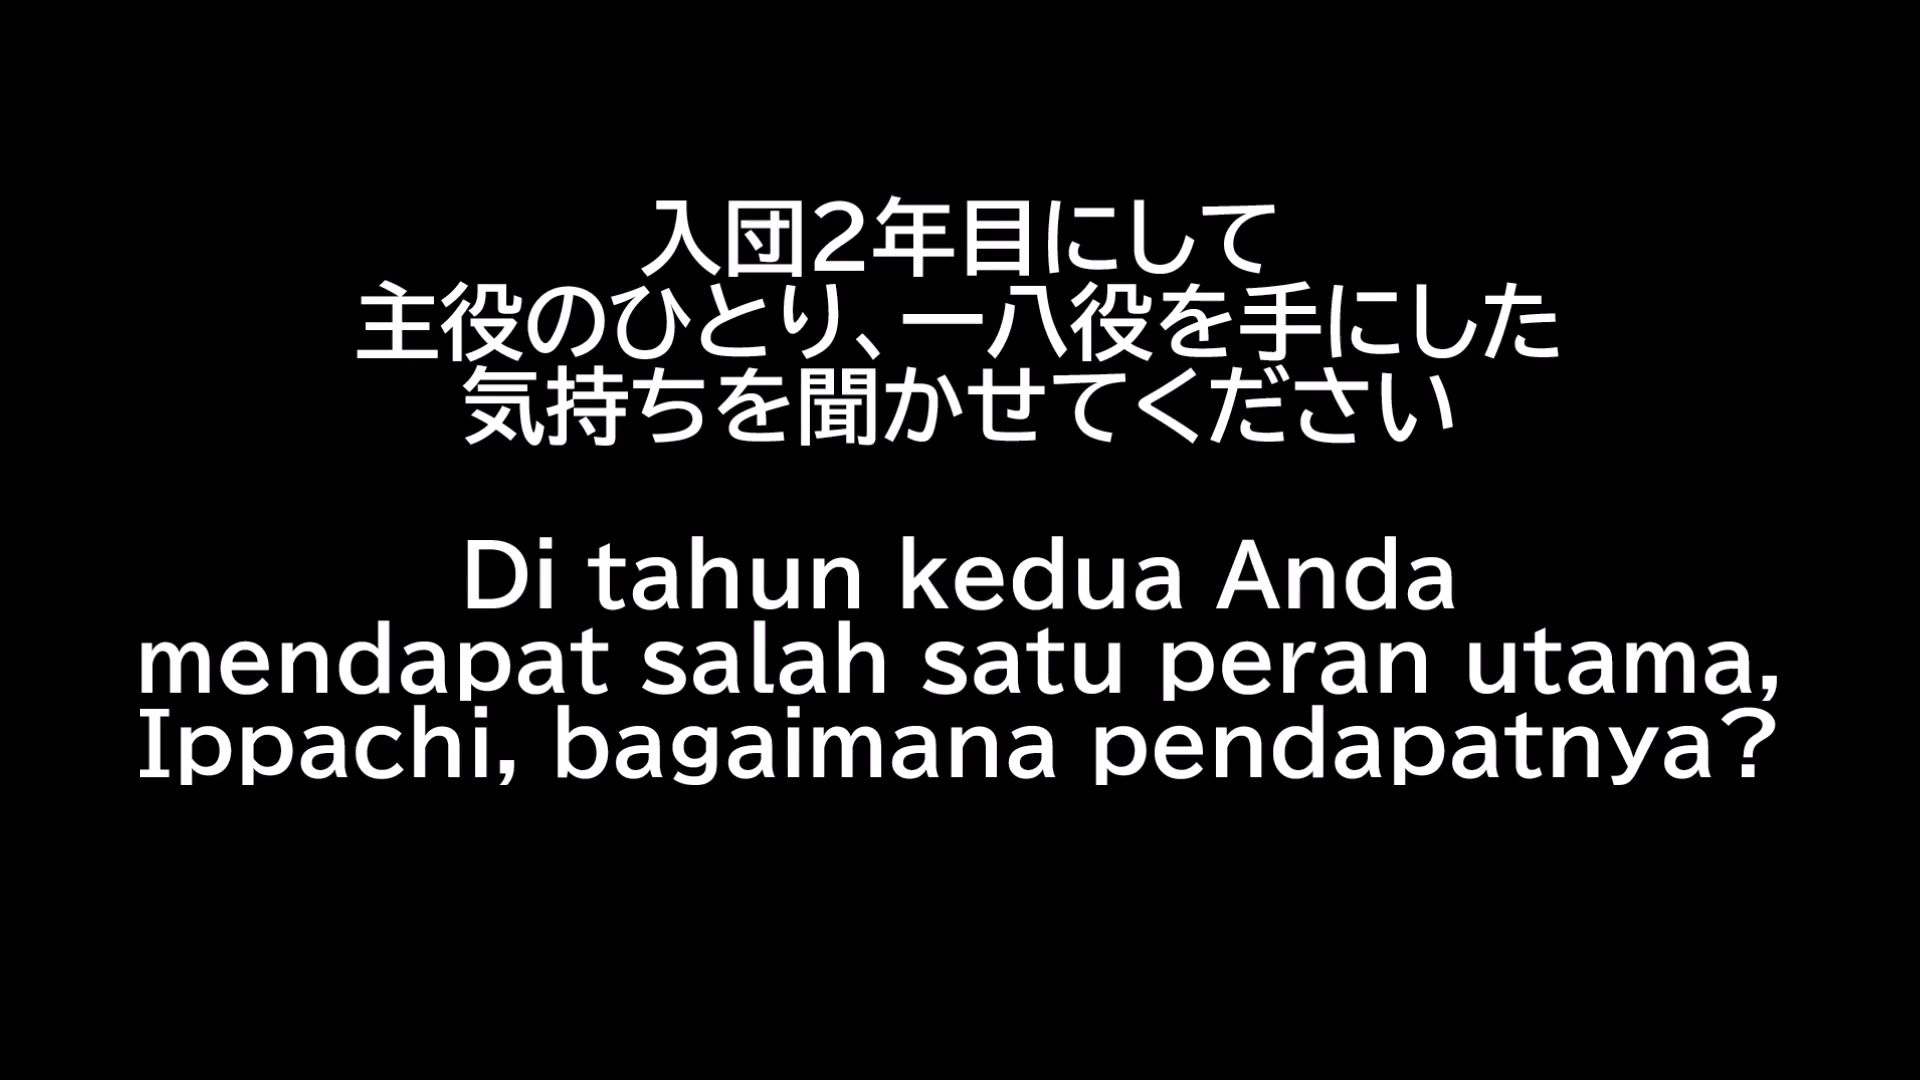 入団2年目にして
主役のひとり、一八役を手にした
気持ちを聞かせてください
Di tahun kedua Anda
mendapat salah satu peran utama,
Ippachi, bagaimana pendapatnya?